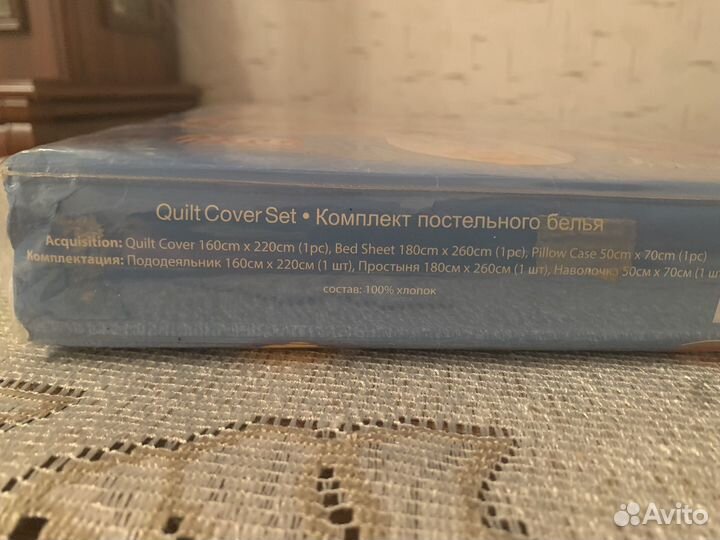 Quilt Cover Set • Комплект постельного белья
Acquisition: Quilt Cover 160cm x 220cm (1pc), Bed Sheet 180cm x 260cm (1pc), Pillow Case 50cm x 70cm (1pc)
Комплектация: Пододеяльник 160см x 220см (1 шт), Простыня 180см x 260см (1 шт), Наволочка 50см x 70см (1 шт
состав: 100% хлопок
Avito